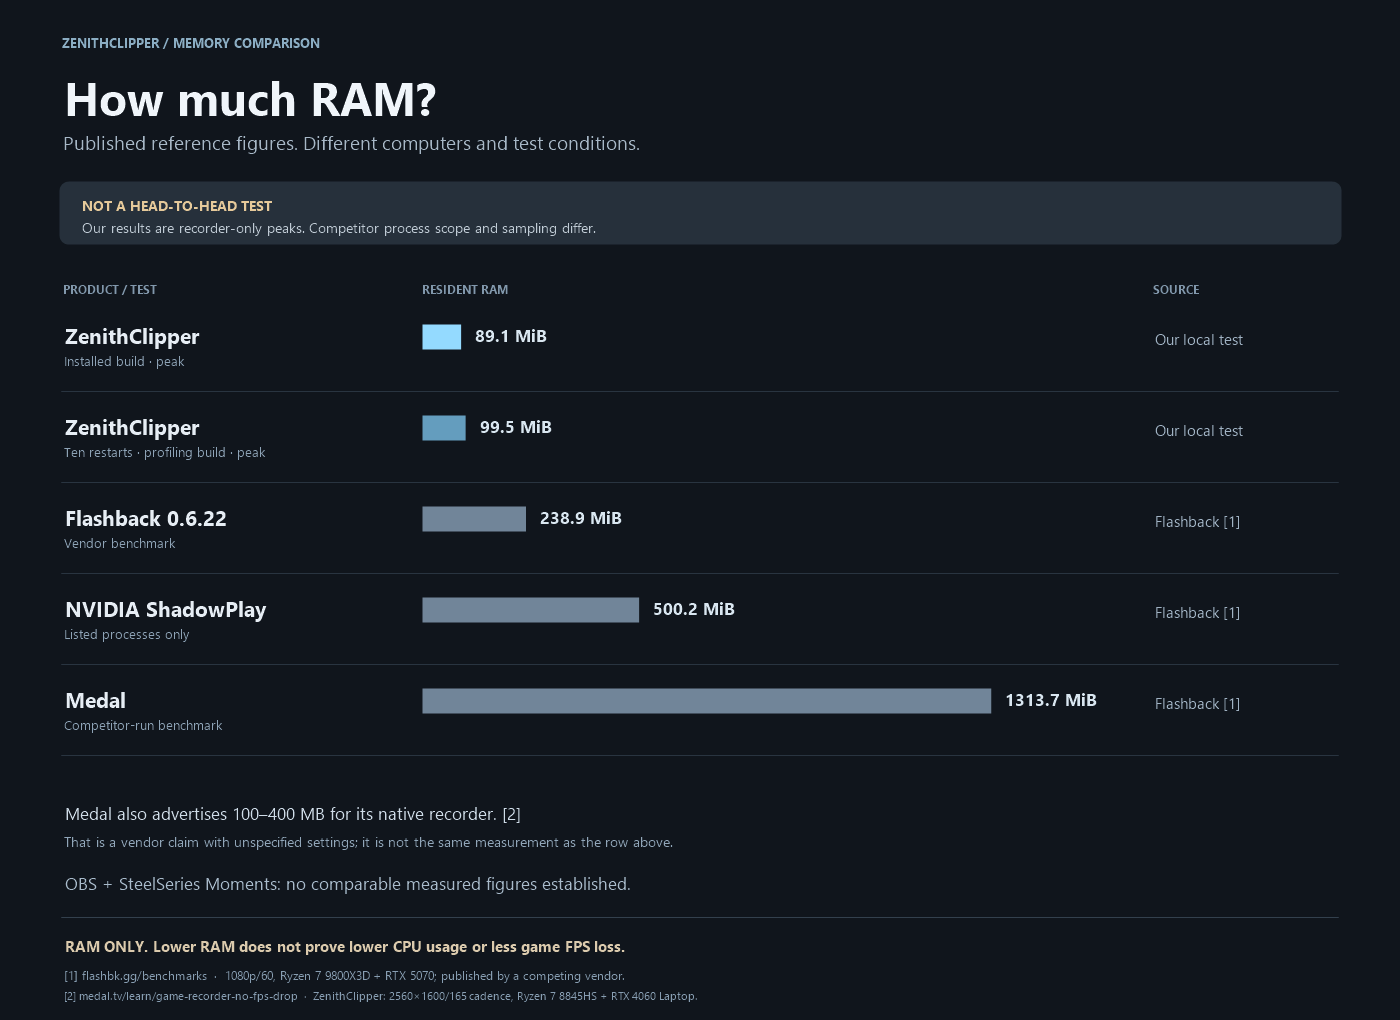 ZENITHCLIPPER / MEMORY COMPARISON
How much RAM?
Published reference figures. Different computers and test conditions.
NOT A HEAD-TO-HEAD TEST
Our results are recorder-only peaks. Competitor process scope and sampling differ.
PRODUCT / TEST RESIDENT RAM SOURCE
ZenithClipper 89.1 MiB Our local test
Installed build · peak
ZenithClipper 99.5 MiB Our local test
Ten restarts · profiling build · peak
Flashback 0.6.22 238.9 MiB Flashback [1]
Vendor benchmark
NVIDIA ShadowPlay 500.2 MiB Flashback [1]
Listed processes only
Medal 1313.7 MiB Flashback [1]
Competitor-run benchmark
Medal also advertises 100–400 MB for its native recorder. [2]
That is a vendor claim with unspecified settings; it is not the same measurement as the row above.
OBS + SteelSeries Moments: no comparable measured figures established.
RAM ONLY. Lower RAM does not prove lower CPU usage or less game FPS loss.
[1] flashbk.gg/benchmarks · 1080p/60, Ryzen 7 9800X3D + RTX 5070; published by a competing vendor.
[2] medal.tv/learn/game-recorder-no-fps-drop · ZenithClipper: 2560×1600/165 cadence, Ryzen 7 8845HS + RTX 4060 Laptop.